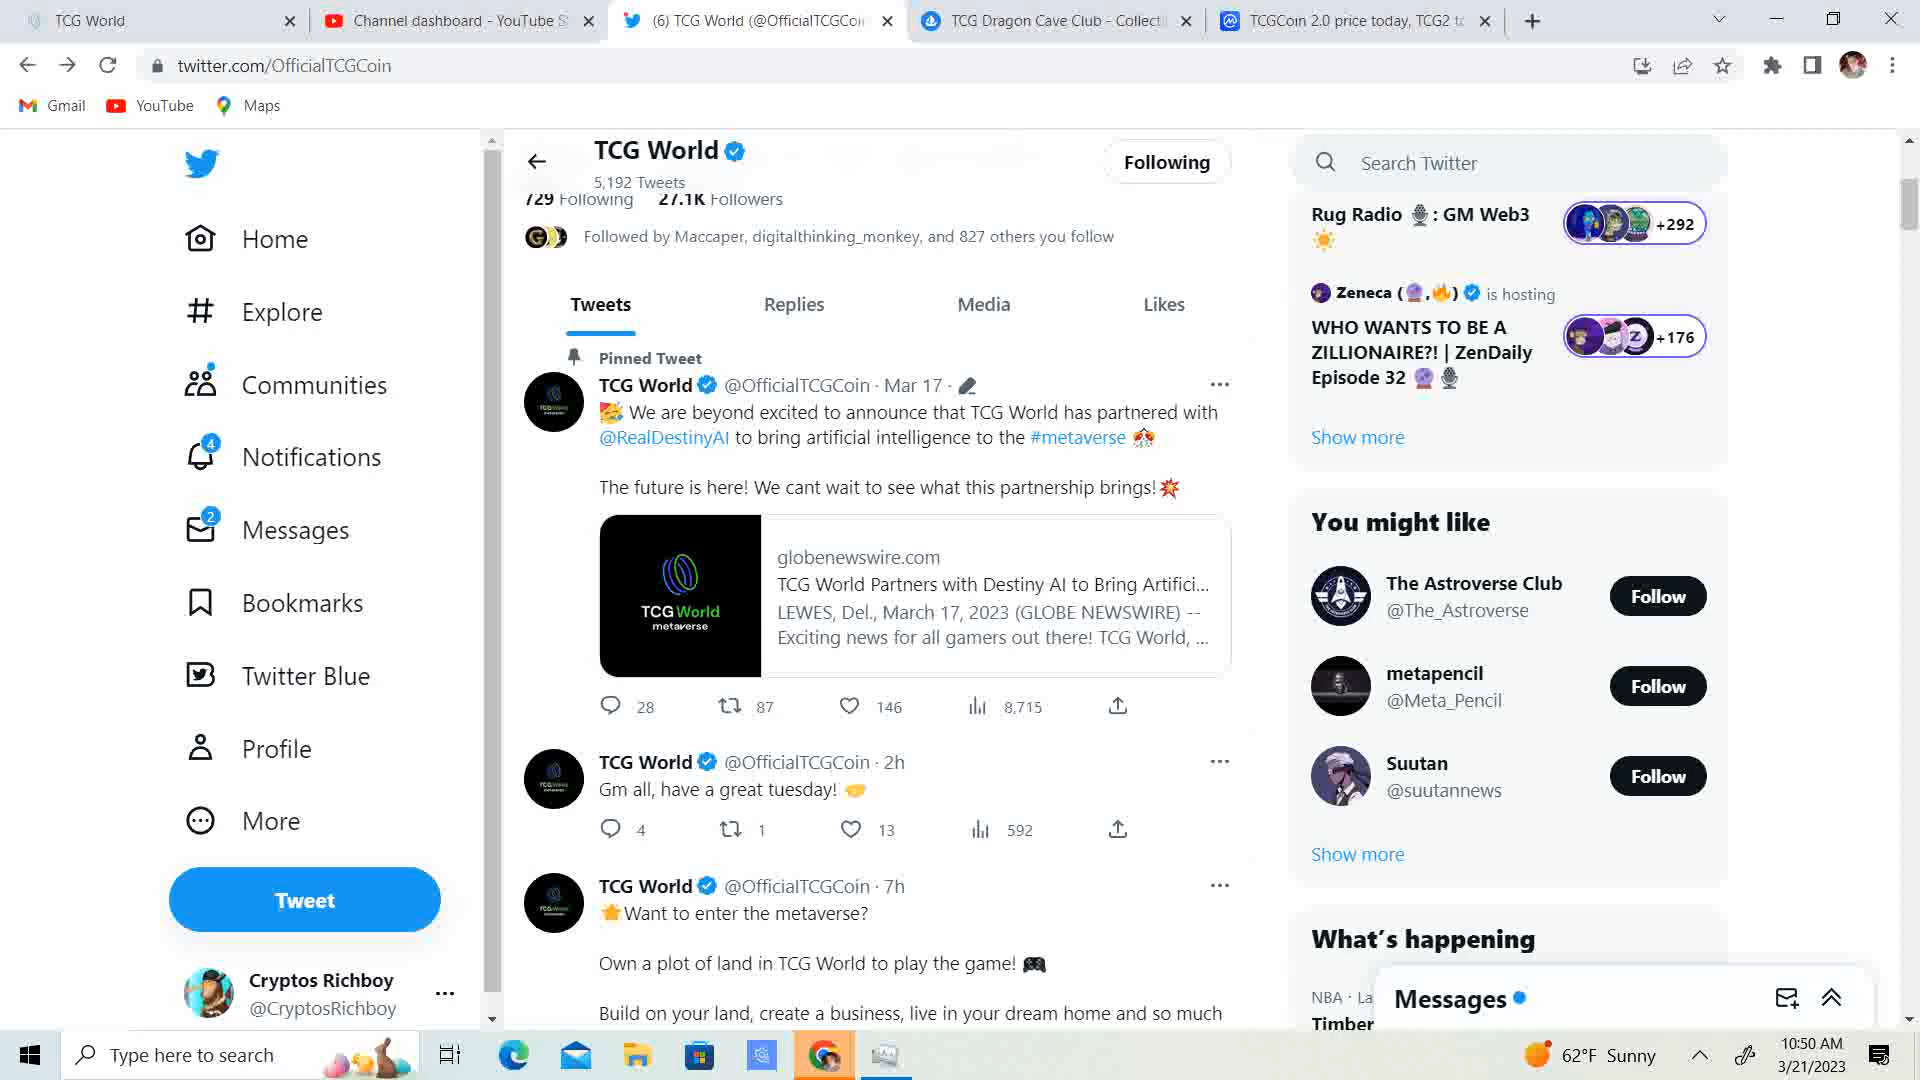 TCG World
Channel dashboard - YouTube S
(6) TCG World (@OfficialTCGCoin
TCG Dragon Cave Club - Collecti
TCGCoin 2.0 price today, TCG2 to
twitter.com/OfficialTCGCoin
Gmail
YouTube
Maps
Home
Explore
Communities
4
Notifications
2
Messages
Bookmarks
Twitter Blue
Profile
More
Tweet
Cryptos Richboy
@CryptosRichboy
TCG World
5,192 Tweets
Following
729 Following 27.1K Followers
Followed by Maccaper, digitalthinking_monkey, and 827 others you follow
Tweets
Replies
Media
Likes
Pinned Tweet
TCG World @OfficialTCGCoin · Mar 17 ·
We are beyond excited to announce that TCG World has partnered with
@RealDestinyAI to bring artificial intelligence to the #metaverse
The future is here! We cant wait to see what this partnership brings!
TCG World
metaverse
globenewswire.com
TCG World Partners with Destiny AI to Bring Artifici...
LEWES, Del., March 17, 2023 (GLOBE NEWSWIRE) --
Exciting news for all gamers out there! TCG World, ...
28
87
146
8,715
TCG World @OfficialTCGCoin · 2h
Gm all, have a great tuesday!
4
1
13
592
TCG World @OfficialTCGCoin · 7h
Want to enter the metaverse?
Own a plot of land in TCG World to play the game!
Build on your land, create a business, live in your dream home and so much
Search Twitter
Rug Radio : GM Web3
+292
Zeneca ( , ) is hosting
WHO WANTS TO BE A
ZILLIONAIRE?! | ZenDaily
Episode 32
+176
Show more
You might like
The Astroverse Club
@The_Astroverse
Follow
metapencil
@Meta_Pencil
Follow
Suutan
@suutannews
Follow
Show more
What's happening
NBA · La
Timber
Messages
Type here to search
62°F Sunny
10:50 AM
3/21/2023